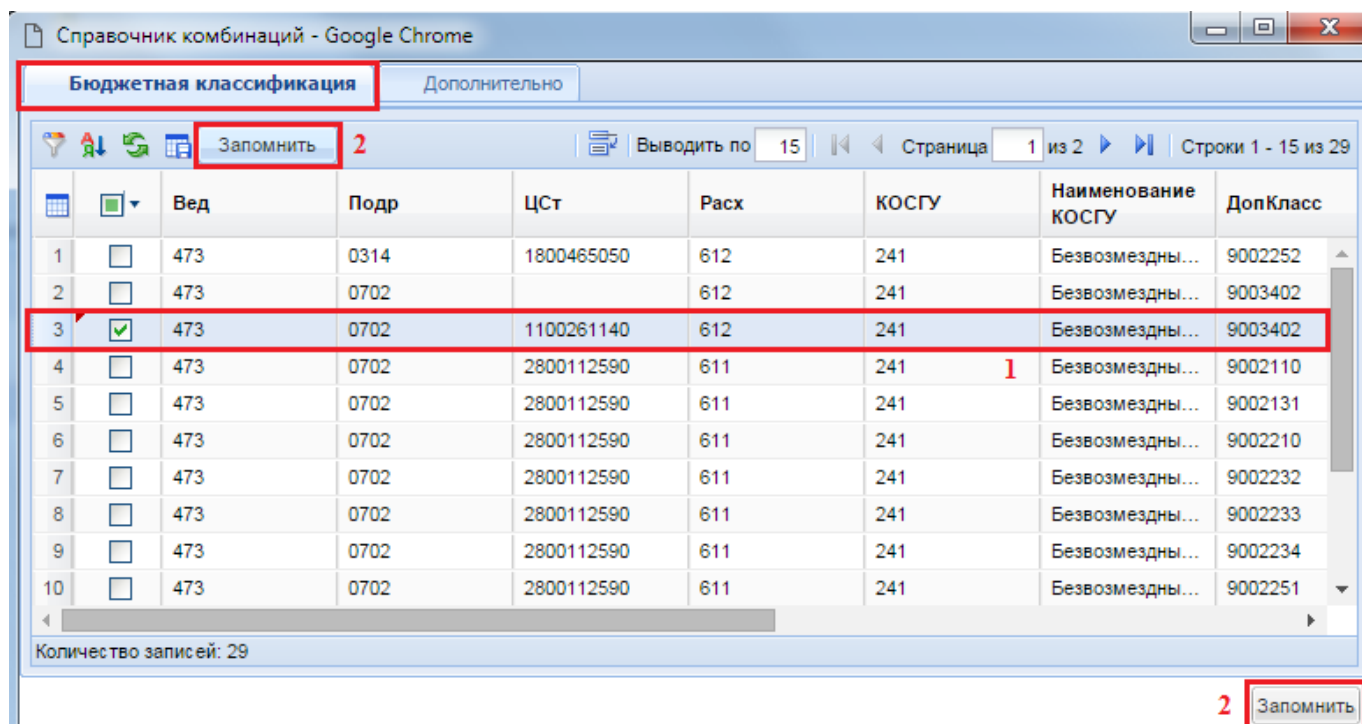 Справочник комбинаций - Google Chrome
Бюджетная классификация Дополнительно
Запомнить 2 Выводить по 15 Страница 1 из 2 Строки 1 - 15 из 29
Вед Подр ЦСт Расх КОСГУ Наименование КОСГУ ДопКласс
1 473 0314 1800465050 612 241 Безвозмездны... 9002252
2 473 0702 612 241 Безвозмездны... 9003402
3 473 0702 1100261140 612 241 Безвозмездны... 9003402
4 473 0702 2800112590 611 241 1 Безвозмездны... 9002110
5 473 0702 2800112590 611 241 Безвозмездны... 9002131
6 473 0702 2800112590 611 241 Безвозмездны... 9002210
7 473 0702 2800112590 611 241 Безвозмездны... 9002232
8 473 0702 2800112590 611 241 Безвозмездны... 9002233
9 473 0702 2800112590 611 241 Безвозмездны... 9002234
10 473 0702 2800112590 611 241 Безвозмездны... 9002251
Количество записей: 29
2 Запомнить